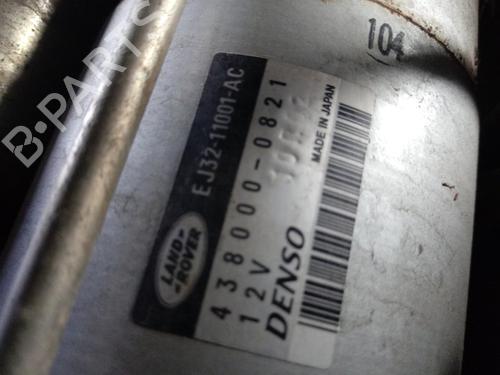 B-PARTS
104
LAND-
-ROVER
EJ32-11001-AC
438000-0821
12V
DENSO
MADE IN JAPAN